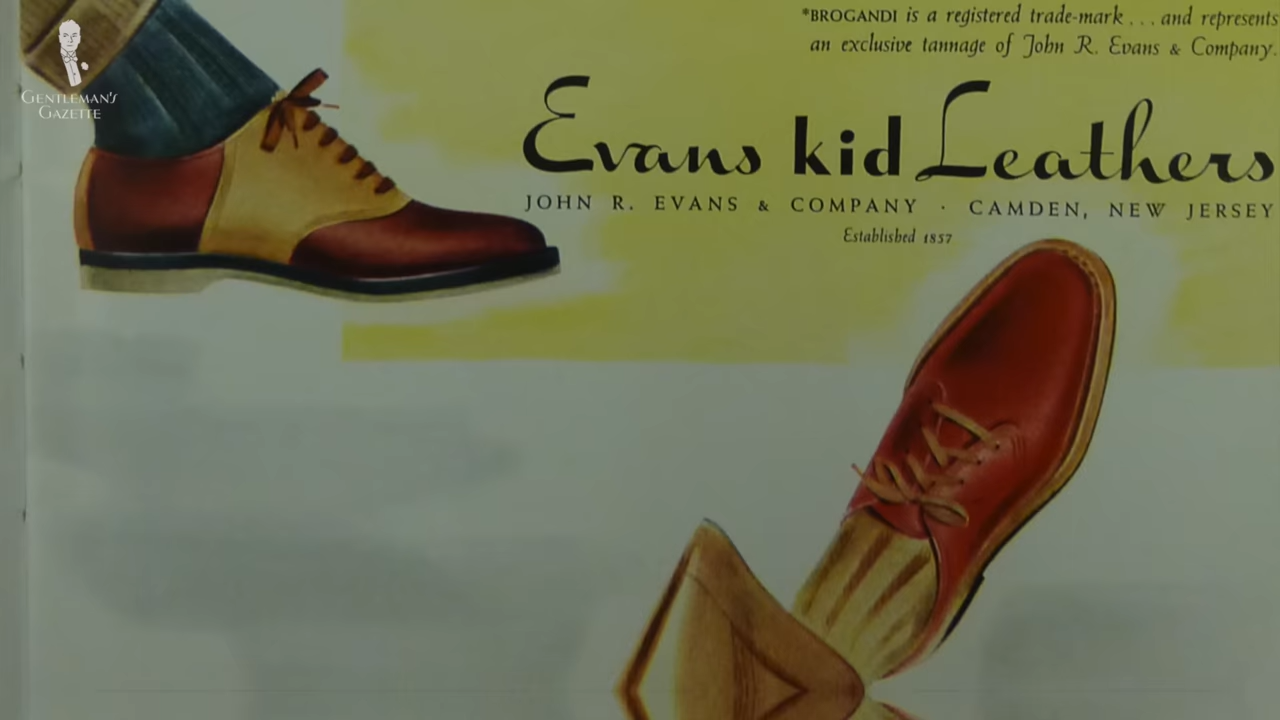 GENTLEMAN'S
GAZETTE
*BROGANDI is a registered trade-mark . . . and represents
an exclusive tannage of John R. Evans & Company.
Evans kid Leathers
JOHN R. EVANS & COMPANY · CAMDEN, NEW JERSEY
Established 1857